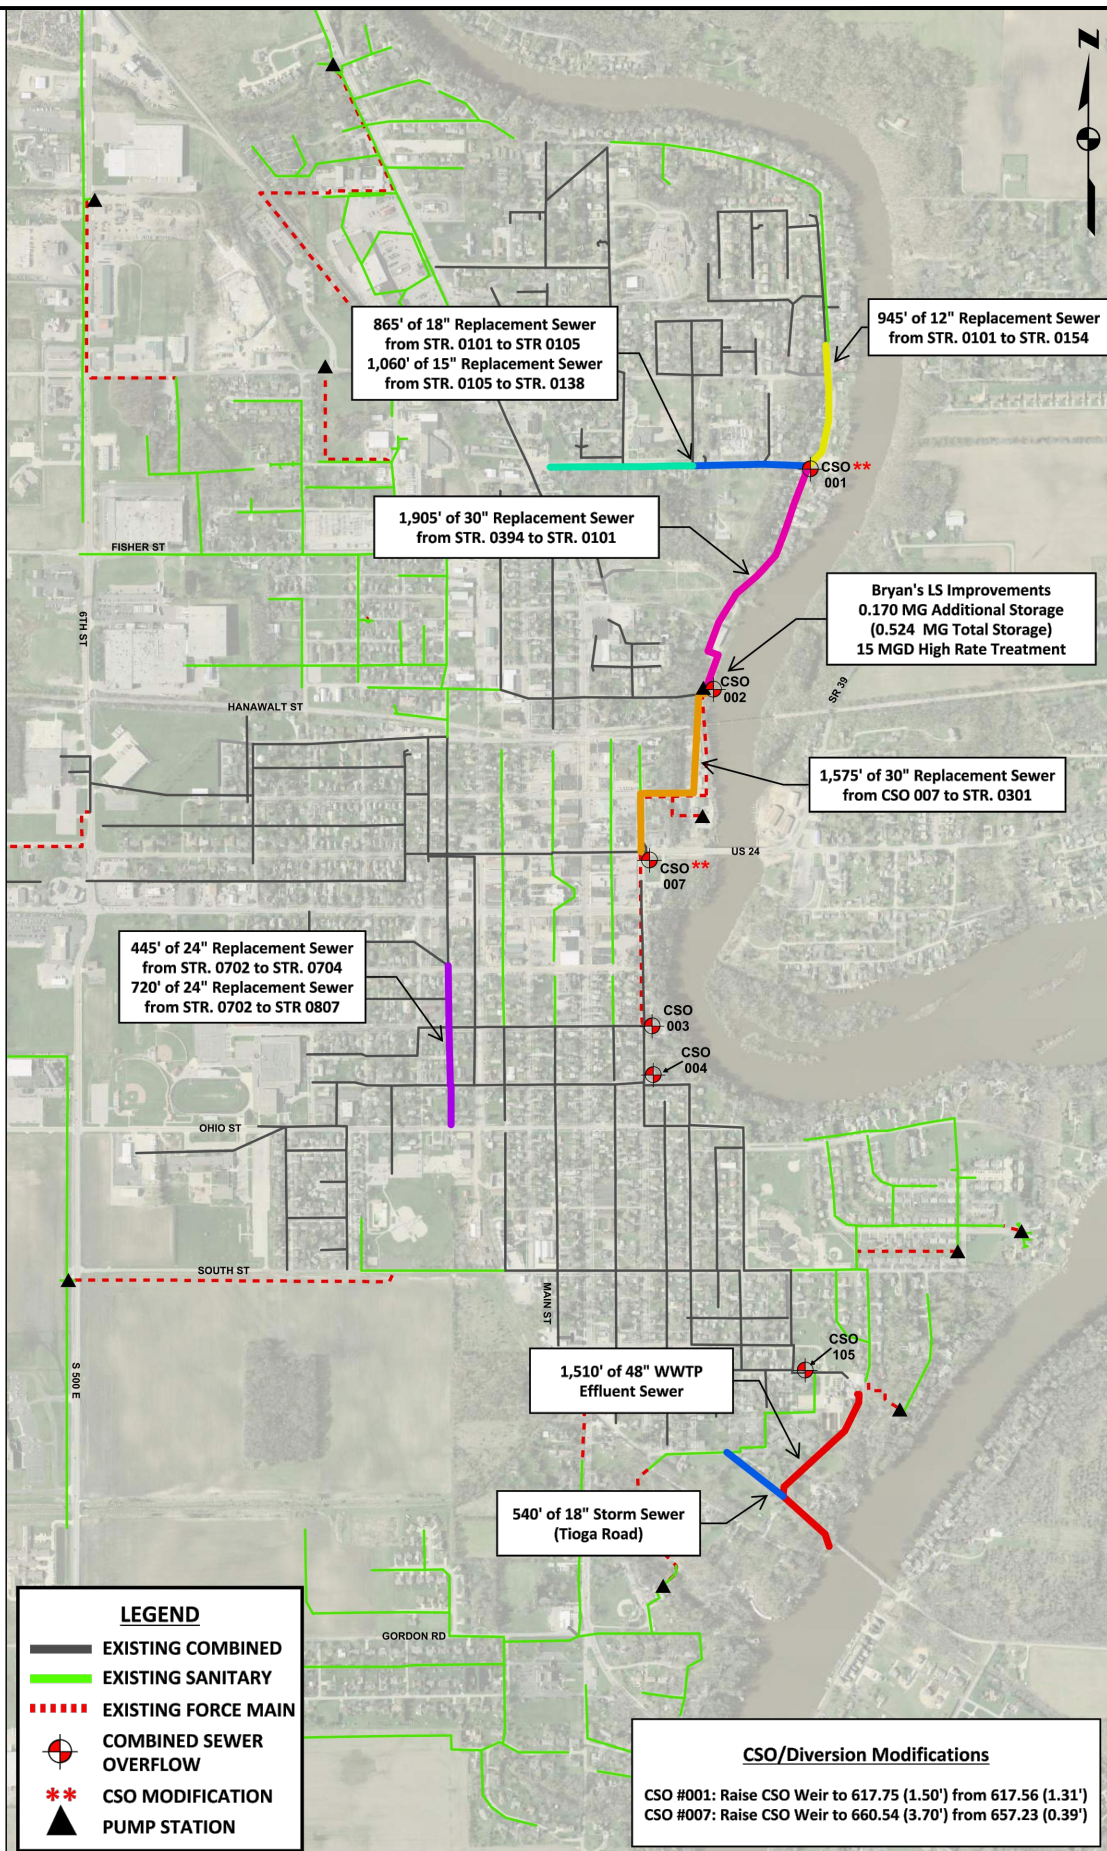 Z
865' of 18" Replacement Sewer
from STR. 0101 to STR 0105
1,060' of 15" Replacement Sewer
from STR. 0105 to STR. 0138
945' of 12" Replacement Sewer
from STR. 0101 to STR. 0154
CSO **
001
1,905' of 30" Replacement Sewer
from STR. 0394 to STR. 0101
FISHER ST
6TH ST
Bryan's LS Improvements
0.170 MG Additional Storage
(0.524 MG Total Storage)
15 MGD High Rate Treatment
CSO
002
SR 39
HANAWALT ST
1,575' of 30" Replacement Sewer
from CSO 007 to STR. 0301
US 24
CSO **
007
445' of 24" Replacement Sewer
from STR. 0702 to STR. 0704
720' of 24" Replacement Sewer
from STR. 0702 to STR 0807
CSO
003
CSO
004
OHIO ST
SOUTH ST
MAIN ST
S 500 E
CSO
105
1,510' of 48" WWTP
Effluent Sewer
540' of 18" Storm Sewer
(Tioga Road)
GORDON RD
LEGEND
EXISTING COMBINED
EXISTING SANITARY
EXISTING FORCE MAIN
COMBINED SEWER
OVERFLOW
** CSO MODIFICATION
PUMP STATION
CSO/Diversion Modifications
CSO #001: Raise CSO Weir to 617.75 (1.50') from 617.56 (1.31')
CSO #007: Raise CSO Weir to 660.54 (3.70') from 657.23 (0.39')